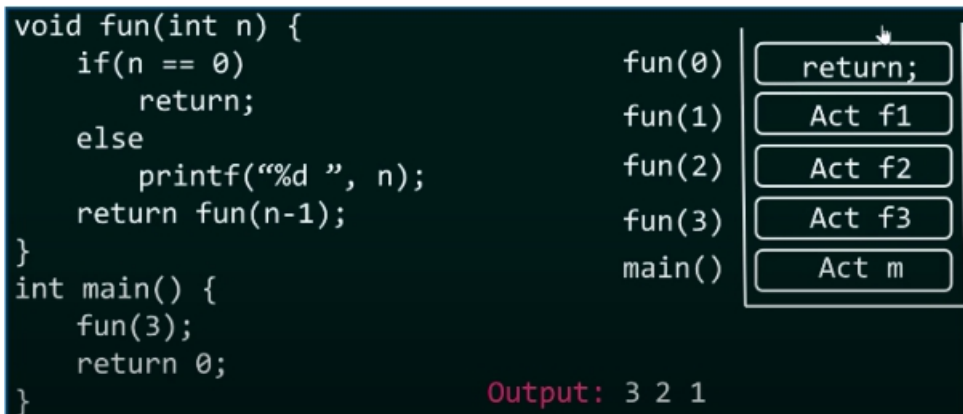 void fun(int n) {
if(n == 0)
return;
else
printf(“%d ”, n);
return fun(n-1);
}
int main() {
fun(3);
return 0;
}
fun(0) return;
fun(1) Act f1
fun(2) Act f2
fun(3) Act f3
main() Act m
Output: 3 2 1